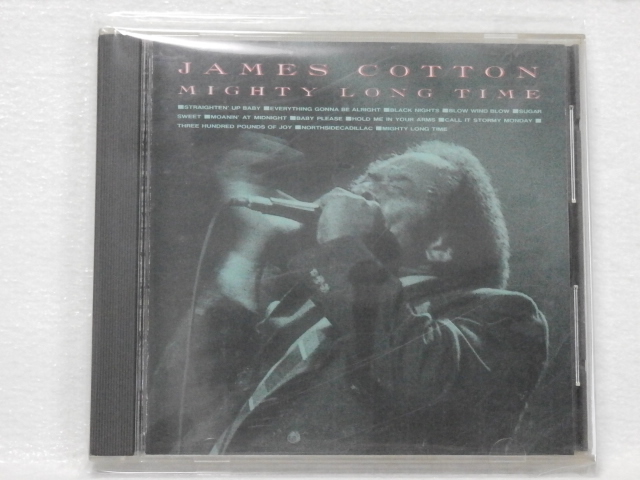 JAMES COTTON
MIGHTY LONG TIME
■STRAIGHTEN' UP BABY ■EVERYTHING GONNA BE ALRIGHT ■BLACK NIGHTS ■BLOW WIND BLOW ■SUGAR
SWEET ■MOANIN' AT MIDNIGHT ■BABY PLEASE ■HOLD ME IN YOUR ARMS ■CALL IT STORMY MONDAY ■
THREE HUNDRED POUNDS OF JOY ■NORTHSIDECADILLAC ■MIGHTY LONG TIME